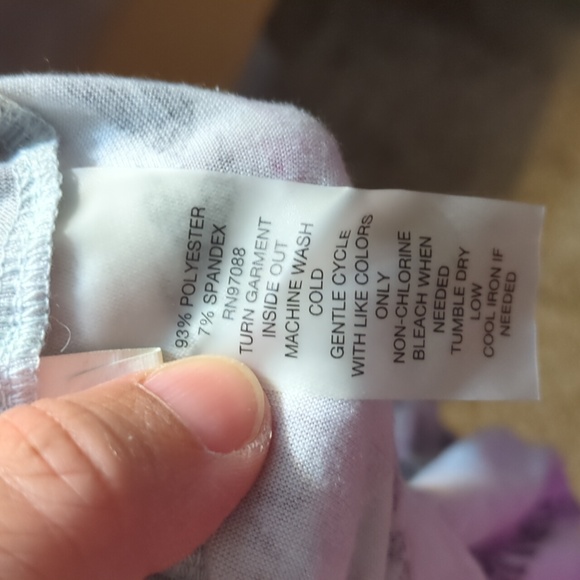 93% POLYESTER
7% SPANDEX
RN97088
TURN GARMENT
INSIDE OUT
MACHINE WASH
COLD
GENTLE CYCLE
WITH LIKE COLORS
ONLY
NON-CHLORINE
BLEACH WHEN
NEEDED
TUMBLE DRY
LOW
COOL IRON IF
NEEDED